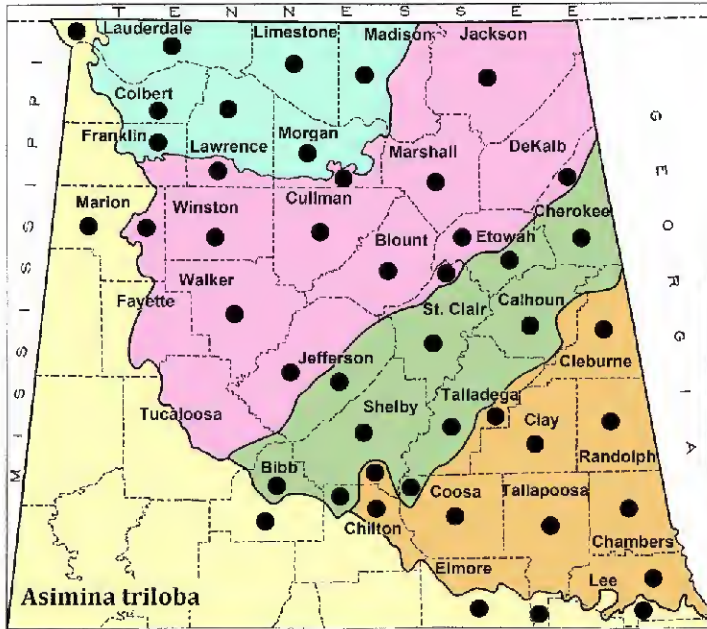 T E N N E S S E E
Lauderdale
Limestone
Madison
Jackson
Colbert
Franklin
Lawrence
Morgan
Marshall
DeKalb
Marion
Winston
Cullman
Cherokee
Blount
Etowah
Walker
Fayette
St. Clair
Calhoun
Jefferson
Cleburne
Tucaloosa
Shelby
Talladega
Clay
Randolph
Bibb
Coosa
Tallapoosa
Chilton
Chambers
Elmore
Lee
Asimina triloba
M I S S I S S I P P I
G E O R G I A